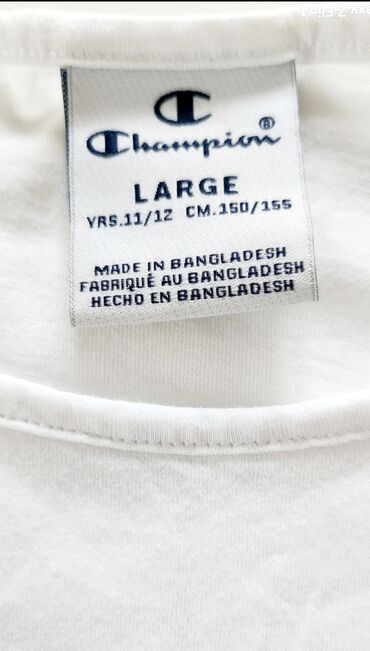 Champion®
LARGE
YRS.11/12 CM.150/155
MADE IN BANGLADESH
FABRIQUÉ AU BANGLADESH
HECHO EN BANGLADESH